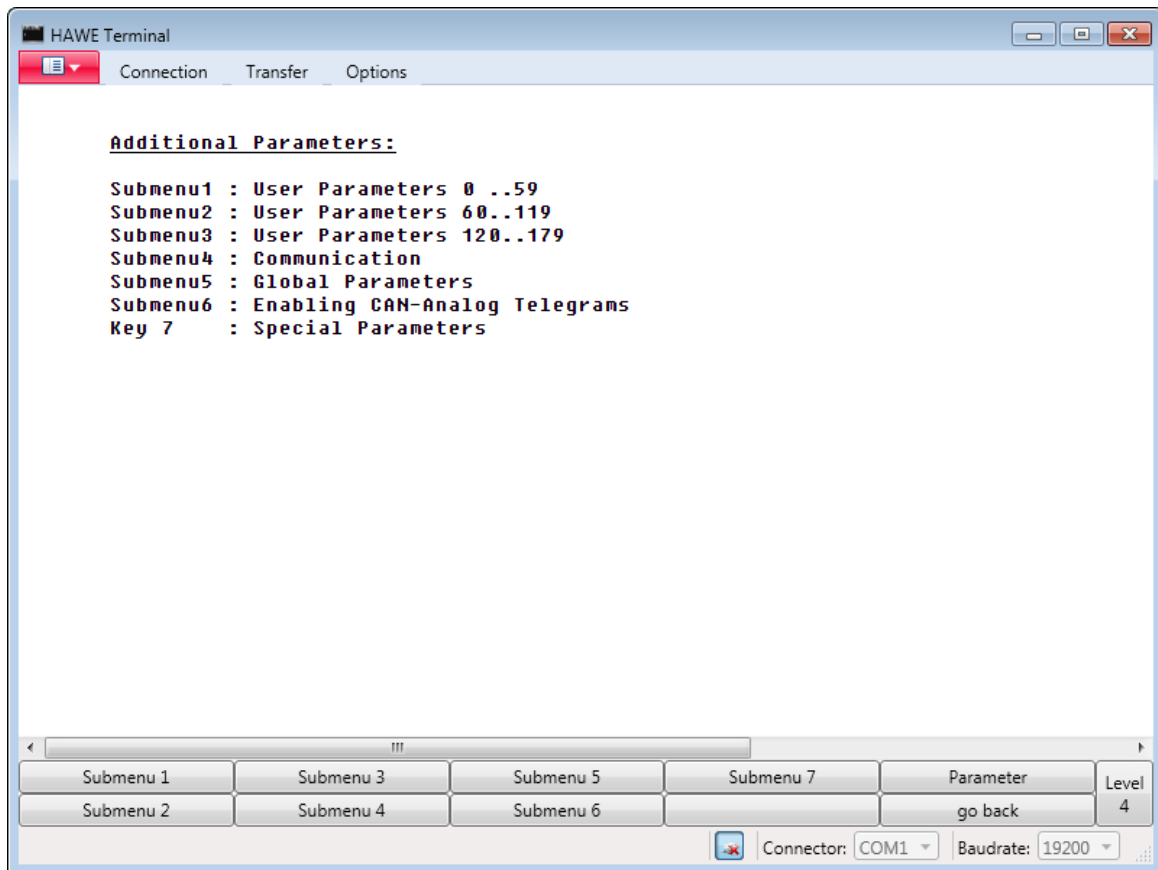 HAWE Terminal
Connection Transfer Options
Additional Parameters:
Submenu1 : User Parameters 0 ..59
Submenu2 : User Parameters 60..119
Submenu3 : User Parameters 120..179
Submenu4 : Communication
Submenu5 : Global Parameters
Submenu6 : Enabling CAN-Analog Telegrams
Key 7    : Special Parameters
Submenu 1 Submenu 3 Submenu 5 Submenu 7 Parameter Level
Submenu 2 Submenu 4 Submenu 6 go back 4
Connector: COM1 Baudrate: 19200